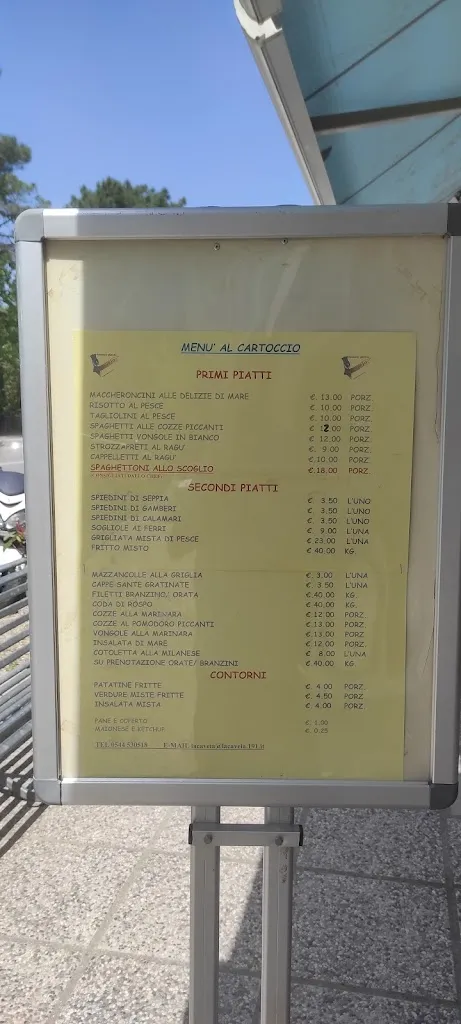 MENU' AL CARTOCCIO
PRIMI PIATTI
MACCHERONCINI ALLE DELIZIE DI MARE €. 13.00 PORZ.
RISOTTO AL PESCE €. 10.00 PORZ.
TAGLIOLINI AL PESCE €. 10.00 PORZ.
SPAGHETTI ALLE COZZE PICCANTI €. 12.00 PORZ.
SPAGHETTI VONGOLE IN BIANCO €. 12.00 PORZ.
STROZZAPRETI AL RAGU' €. 9.00 PORZ.
CAPPELLETTI AL RAGU' €. 10.00 PORZ.
SPAGHETTONI ALLO SCOGLIO €. 18,00 PORZ.
SECONDI PIATTI
SPIEDINI DI SEPPIA €. 3.50 L'UNO
SPIEDINI DI GAMBERI €. 3.50 L'UNO
SPIEDINI DI CALAMARI €. 3.50 L'UNO
SOGLIOLE AI FERRI €. 9.00 L'UNA
GRIGLIATA MISTA DI PESCE €. 23,00 L'UNA
FRITTO MISTO €. 40.00 KG.
MAZZANCOLLE ALLA GRIGLIA €. 3,00 L'UNA
CAPPE SANTE GRATINATE €. 3.50 L'UNA
FILETTI BRANZINO/ ORATA €. 40.00 KG.
CODA DI ROSPO €. 40.00 KG.
COZZE ALLA MARINARA €. 12.00 PORZ
COZZE AL POMODORO PICCANTI €. 13.00 PORZ.
VONGOLE ALLA MARINARA €. 13.00 PORZ.
INSALATA DI MARE €. 12.00 PORZ.
COTOLETTA ALLA MILANESE €. 8,00 L'UNA
SU PRENOTAZIONE ORATE/ BRANZINI €. 40.00 KG
CONTORNI
PATATINE FRITTE €. 4.00 PORZ.
VERDURE MISTE FRITTE €. 4.50 PORZ.
INSALATA MISTA €. 4.00 PORZ.
PANE E COPERTO €. 1.00
MAIONESE E KETCHUP €. 0.25
TEL 0544.530818 E-MAIL lacavela@lacavela.191.it